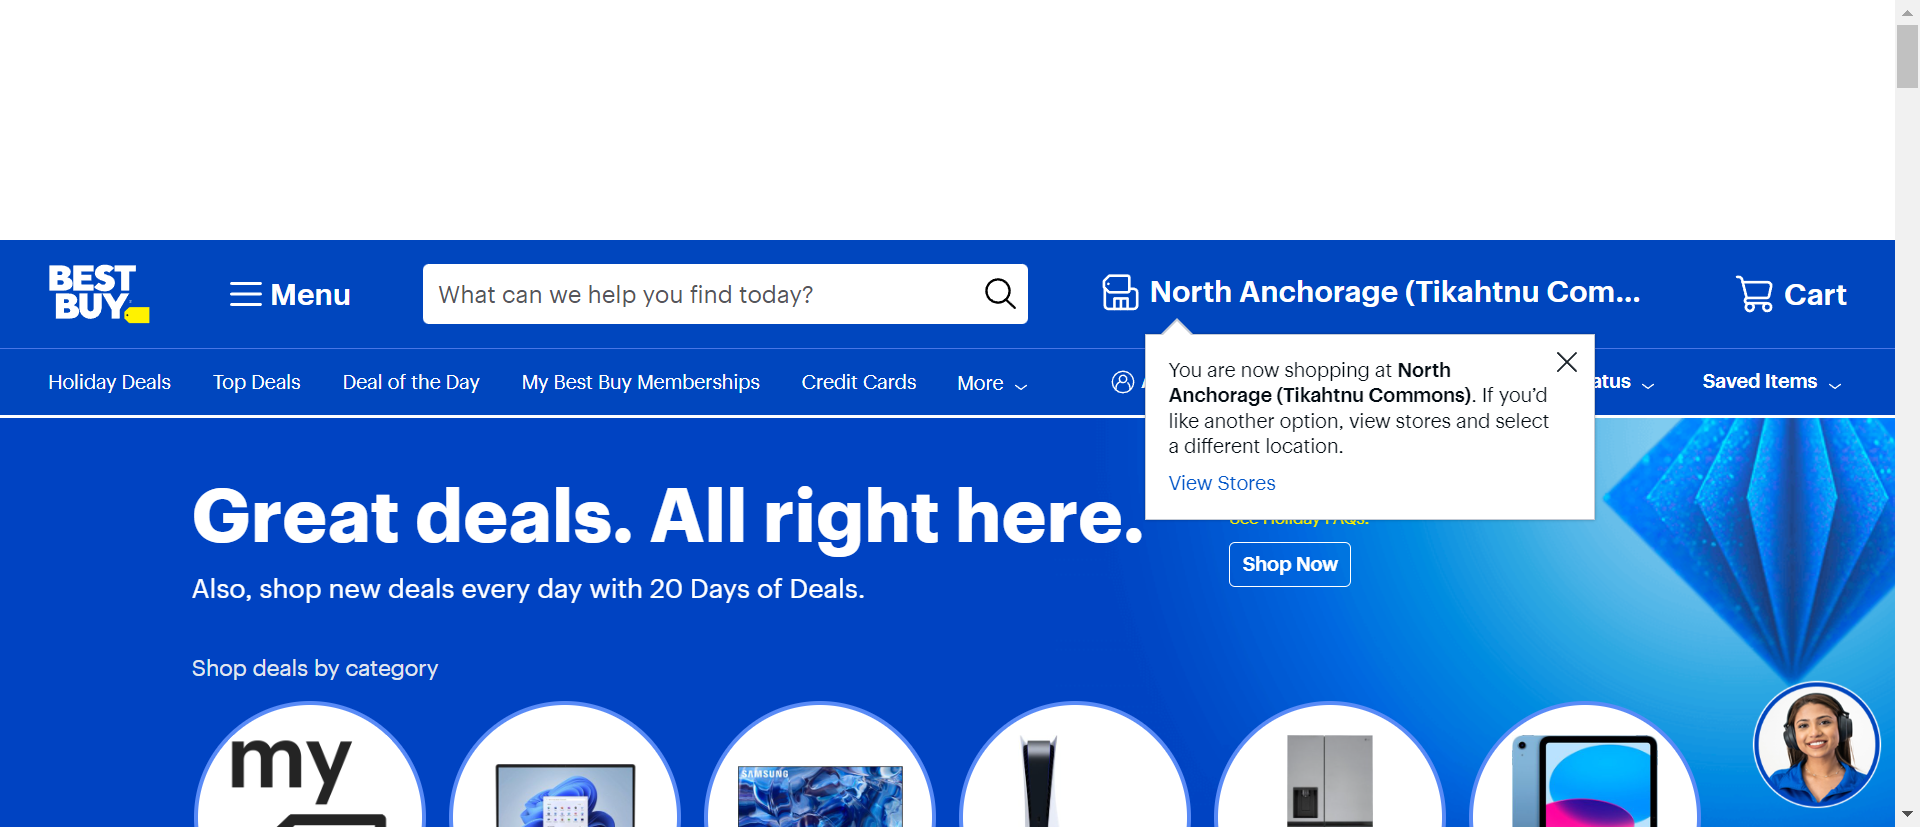 BEST
BUY
Menu
What can we help you find today?
North Anchorage (Tikahtnu Com...
Cart
Holiday Deals
Top Deals
Deal of the Day
My Best Buy Memberships
Credit Cards
More
Saved Items
You are now shopping at North
Anchorage (Tikahtnu Commons). If you’d
like another option, view stores and select
a different location.
View Stores
See Holiday FAQs.
Shop Now
Great deals. All right here.
Also, shop new deals every day with 20 Days of Deals.
Shop deals by category
my
SAMSUNG